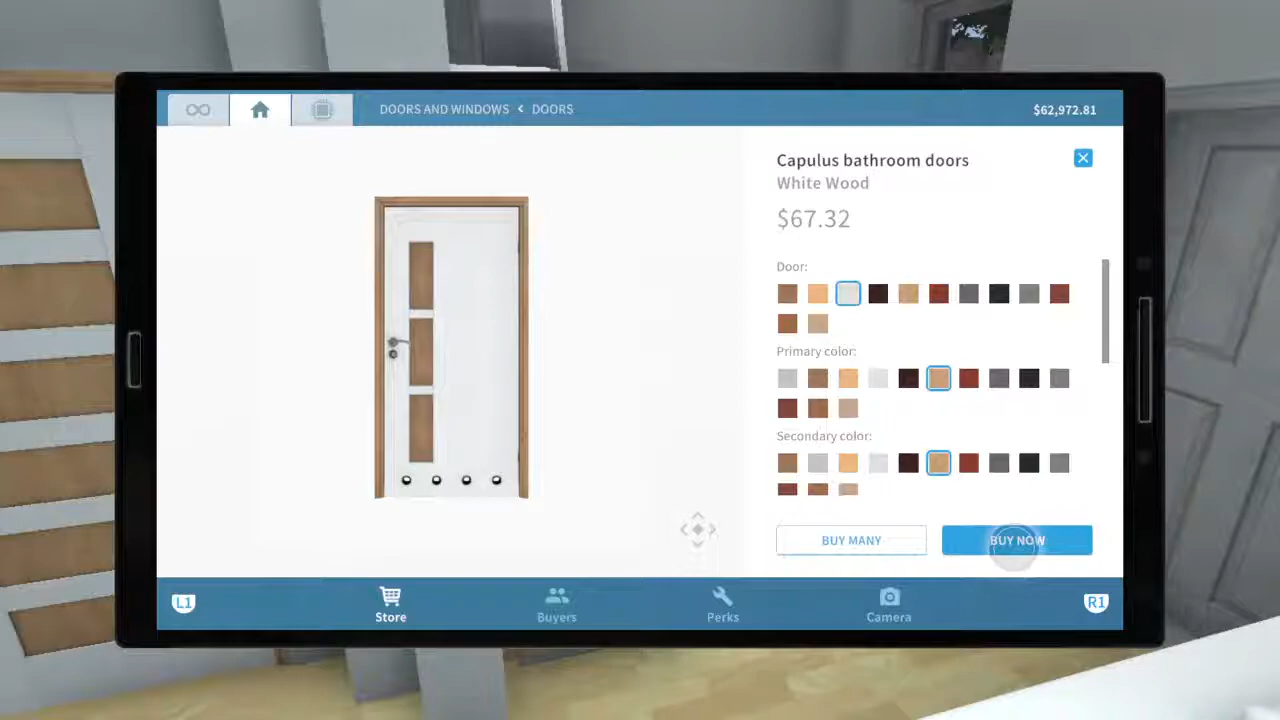 DOORS AND WINDOWS < DOORS
$62,972.81
Capulus bathroom doors
White Wood
$67.32
Door:
Primary color:
Secondary color:
BUY MANY
BUY NOW
L1
Store
Buyers
Perks
Camera
R1